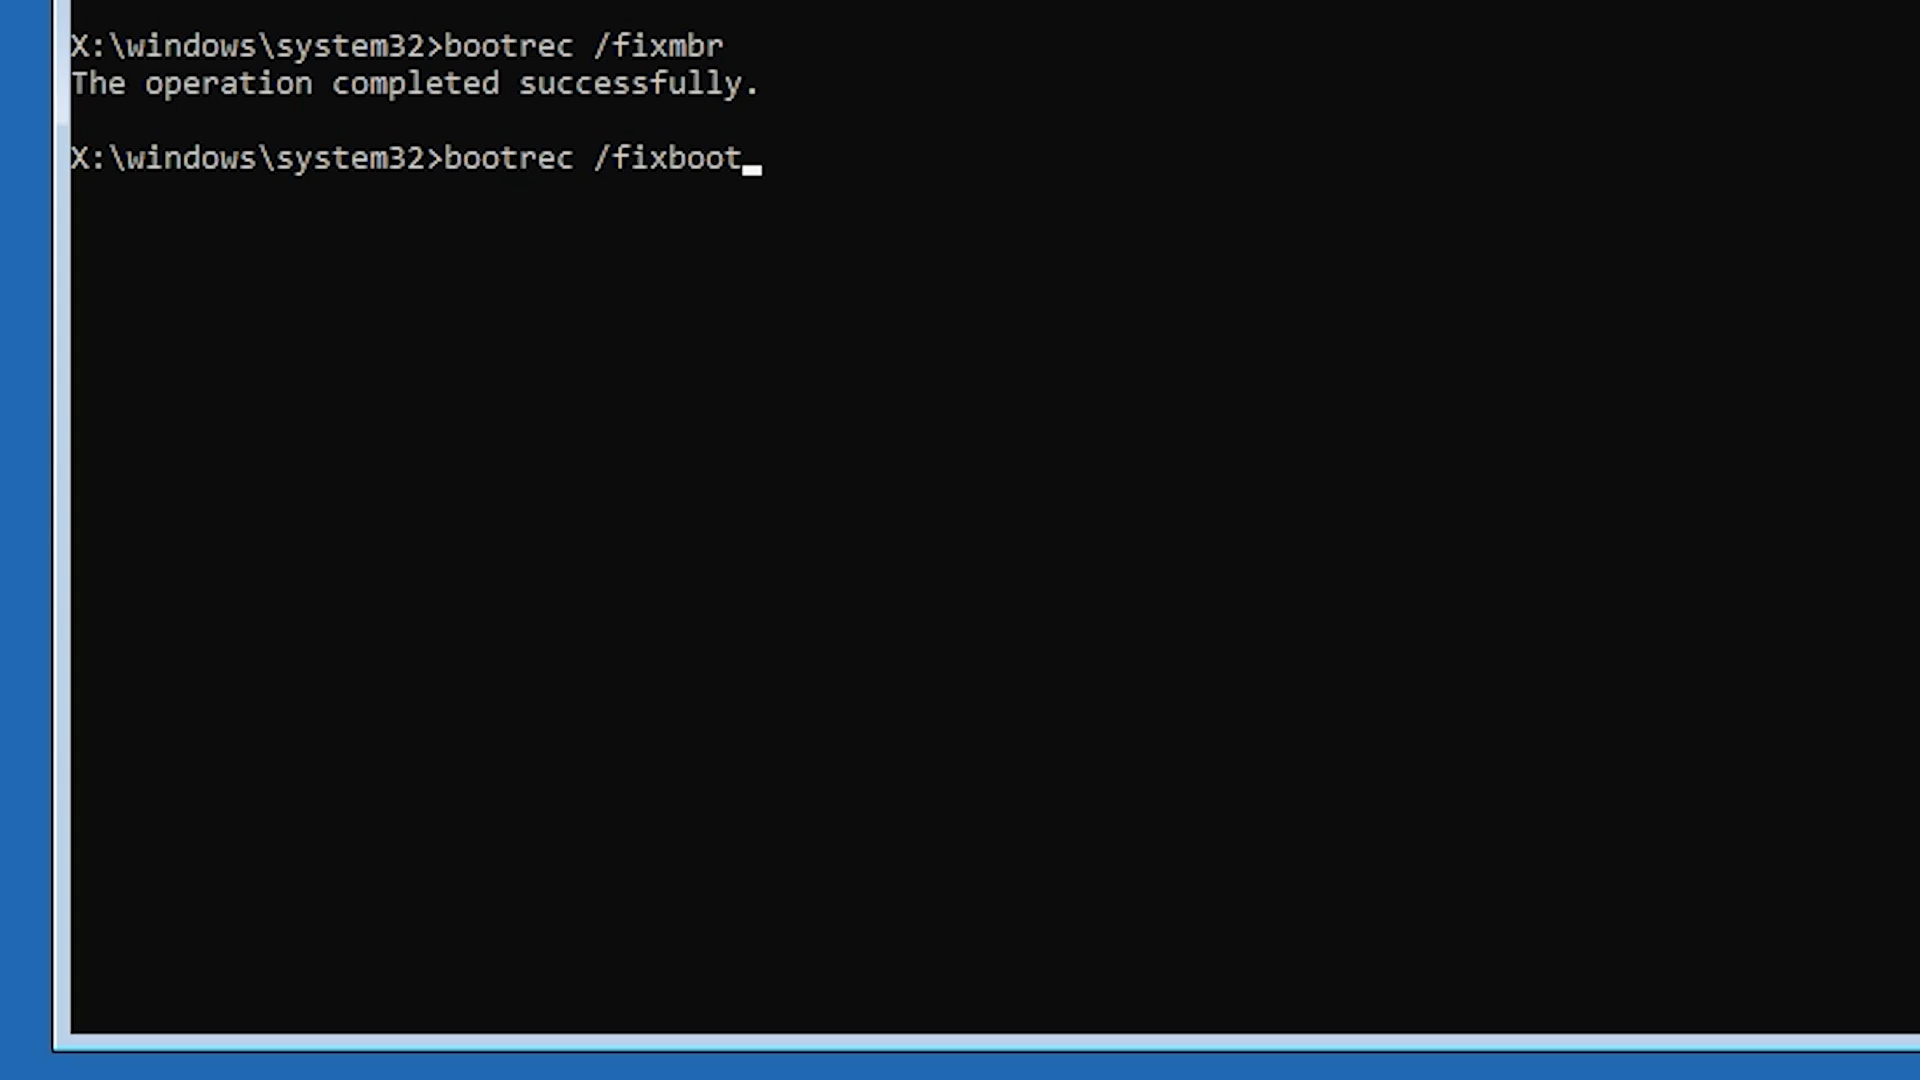 X:\windows\system32>bootrec /fixmbr
The operation completed successfully.
X:\windows\system32>bootrec /fixboot